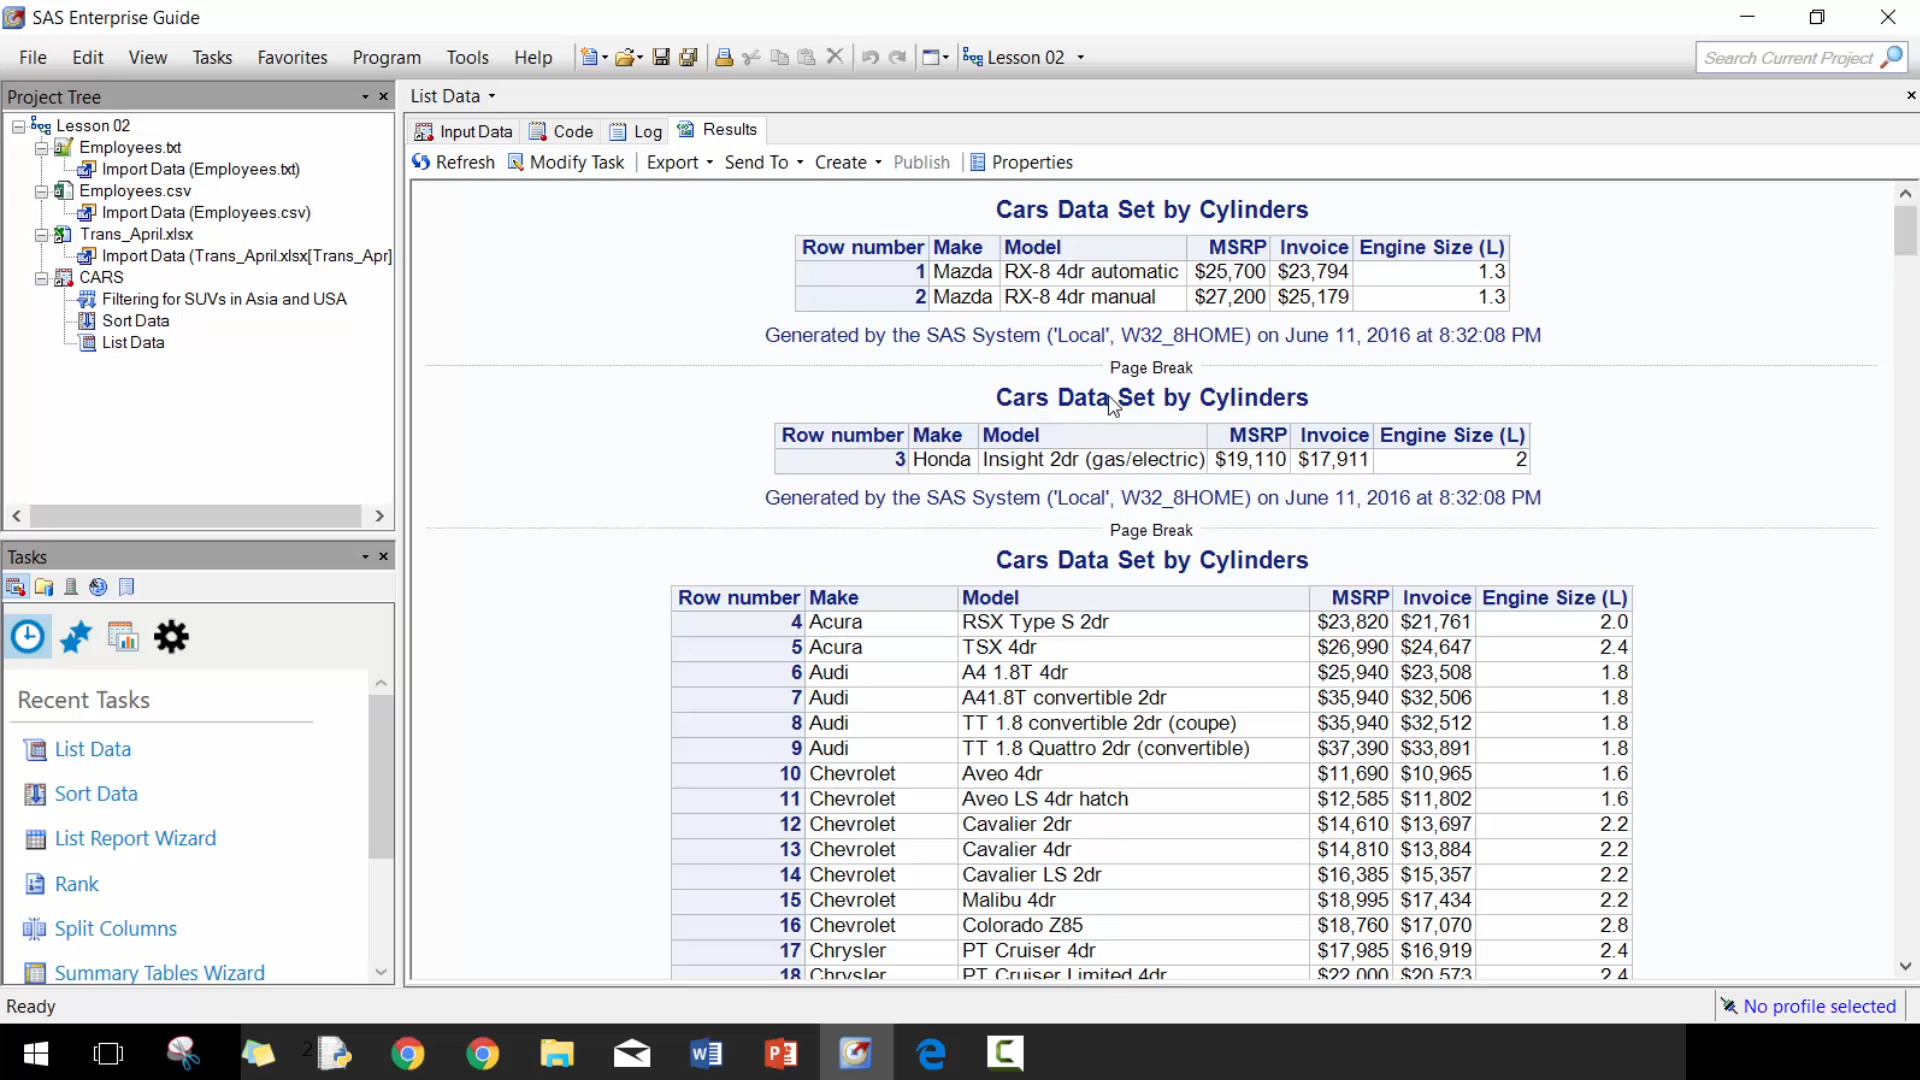 SAS Enterprise Guide
File Edit View Tasks Favorites Program Tools Help Lesson 02 Search Current Project
Project Tree
Lesson 02
Employees.txt
Import Data (Employees.txt)
Employees.csv
Import Data (Employees.csv)
Trans_April.xlsx
Import Data (Trans_April.xlsx[Trans_Apr]
CARS
Filtering for SUVs in Asia and USA
Sort Data
List Data
Tasks
Recent Tasks
List Data
Sort Data
List Report Wizard
Rank
Split Columns
Summary Tables Wizard
List Data
Input Data Code Log Results
Refresh Modify Task Export Send To Create Publish Properties
Cars Data Set by Cylinders
Row number Make Model MSRP Invoice Engine Size (L)
1 Mazda RX-8 4dr automatic $25,700 $23,794 1.3
2 Mazda RX-8 4dr manual $27,200 $25,179 1.3
Generated by the SAS System ('Local', W32_8HOME) on June 11, 2016 at 8:32:08 PM
Page Break
Cars Data Set by Cylinders
Row number Make Model MSRP Invoice Engine Size (L)
3 Honda Insight 2dr (gas/electric) $19,110 $17,911 2
Generated by the SAS System ('Local', W32_8HOME) on June 11, 2016 at 8:32:08 PM
Page Break
Cars Data Set by Cylinders
Row number Make Model MSRP Invoice Engine Size (L)
4 Acura RSX Type S 2dr $23,820 $21,761 2.0
5 Acura TSX 4dr $26,990 $24,647 2.4
6 Audi A4 1.8T 4dr $25,940 $23,508 1.8
7 Audi A41.8T convertible 2dr $35,940 $32,506 1.8
8 Audi TT 1.8 convertible 2dr (coupe) $35,940 $32,512 1.8
9 Audi TT 1.8 Quattro 2dr (convertible) $37,390 $33,891 1.8
10 Chevrolet Aveo 4dr $11,690 $10,965 1.6
11 Chevrolet Aveo LS 4dr hatch $12,585 $11,802 1.6
12 Chevrolet Cavalier 2dr $14,610 $13,697 2.2
13 Chevrolet Cavalier 4dr $14,810 $13,884 2.2
14 Chevrolet Cavalier LS 2dr $16,385 $15,357 2.2
15 Chevrolet Malibu 4dr $18,995 $17,434 2.2
16 Chevrolet Colorado Z85 $18,760 $17,070 2.8
17 Chrysler PT Cruiser 4dr $17,985 $16,919 2.4
18 Chrysler PT Cruiser Limited 4dr $22,000 $20,573 2.4
Ready
No profile selected
2